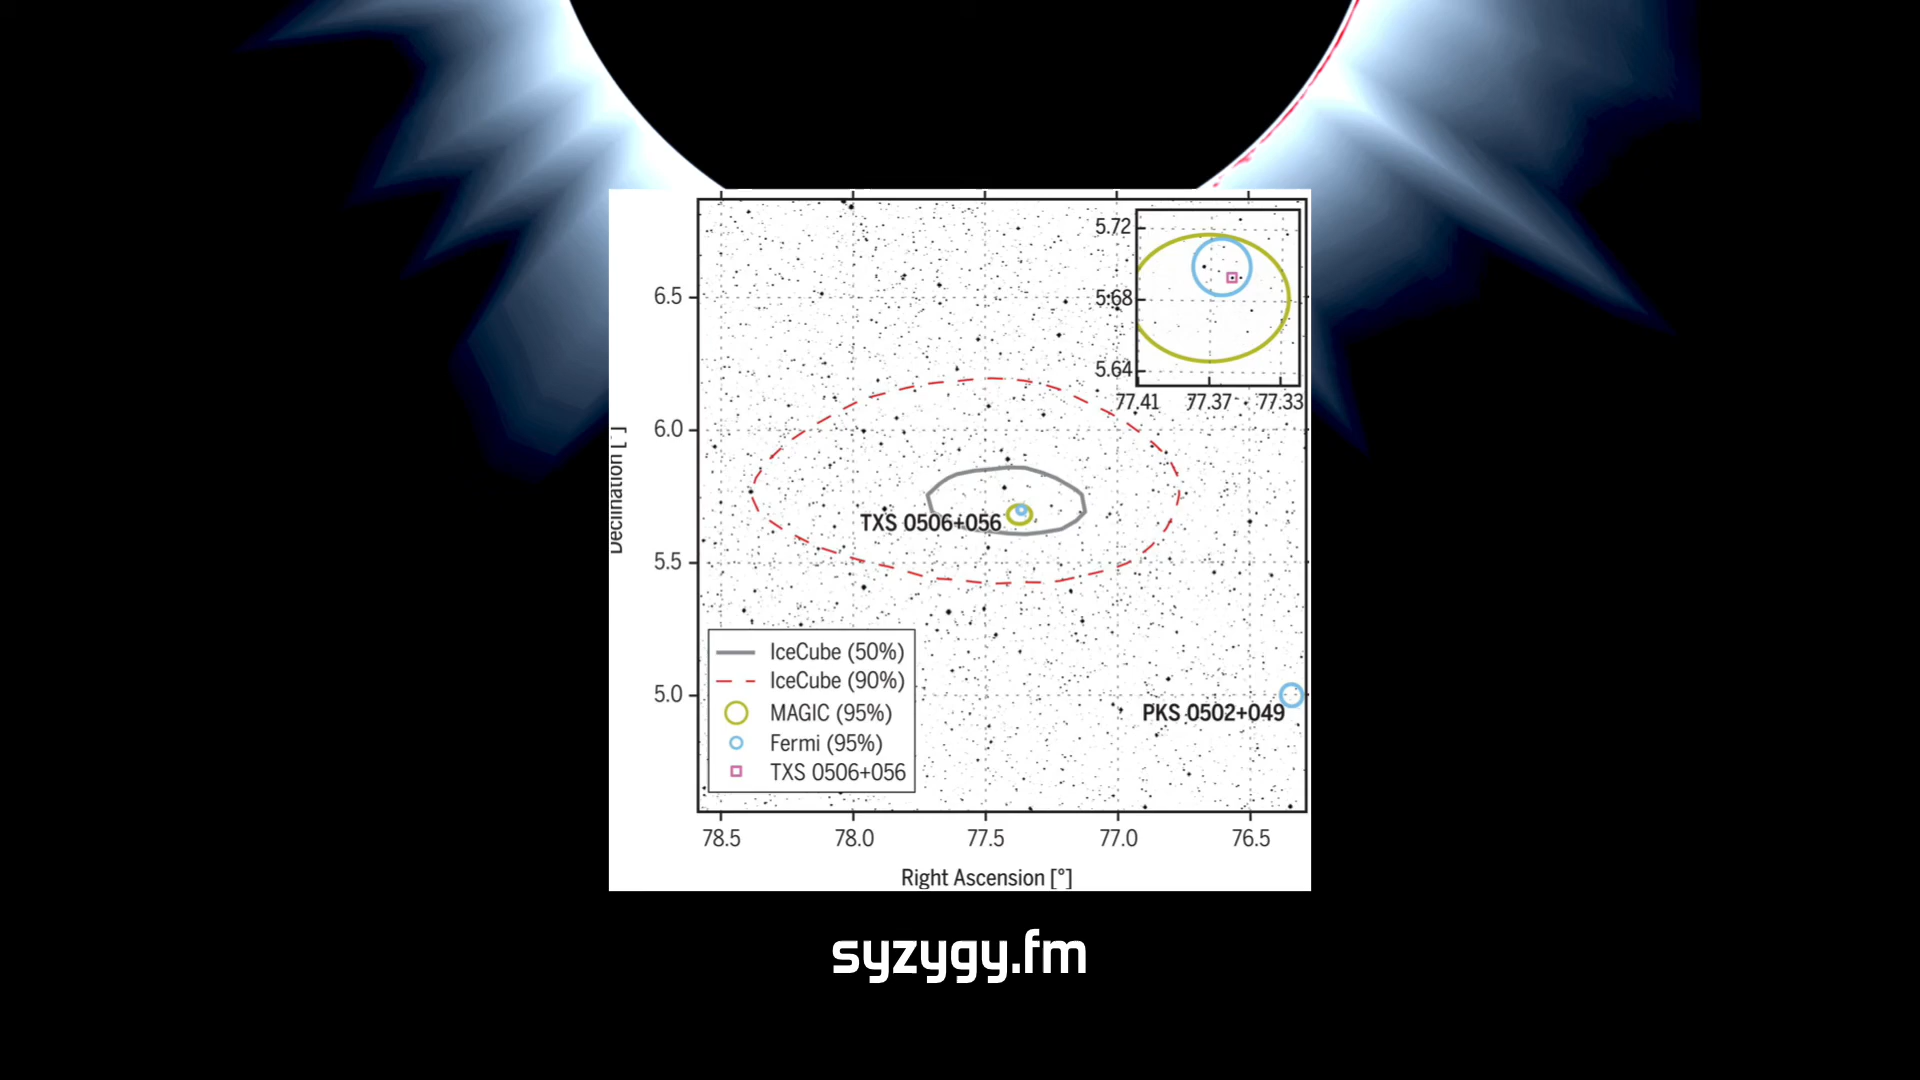 5.72
5.68
5.64
77.41 77.37 77.33
6.5
6.0
5.5
5.0
Declination [°]
TXS 0506+056
PKS 0502+049
IceCube (50%)
IceCube (90%)
MAGIC (95%)
Fermi (95%)
TXS 0506+056
78.5 78.0 77.5 77.0 76.5
Right Ascension [°]
syzygy.fm